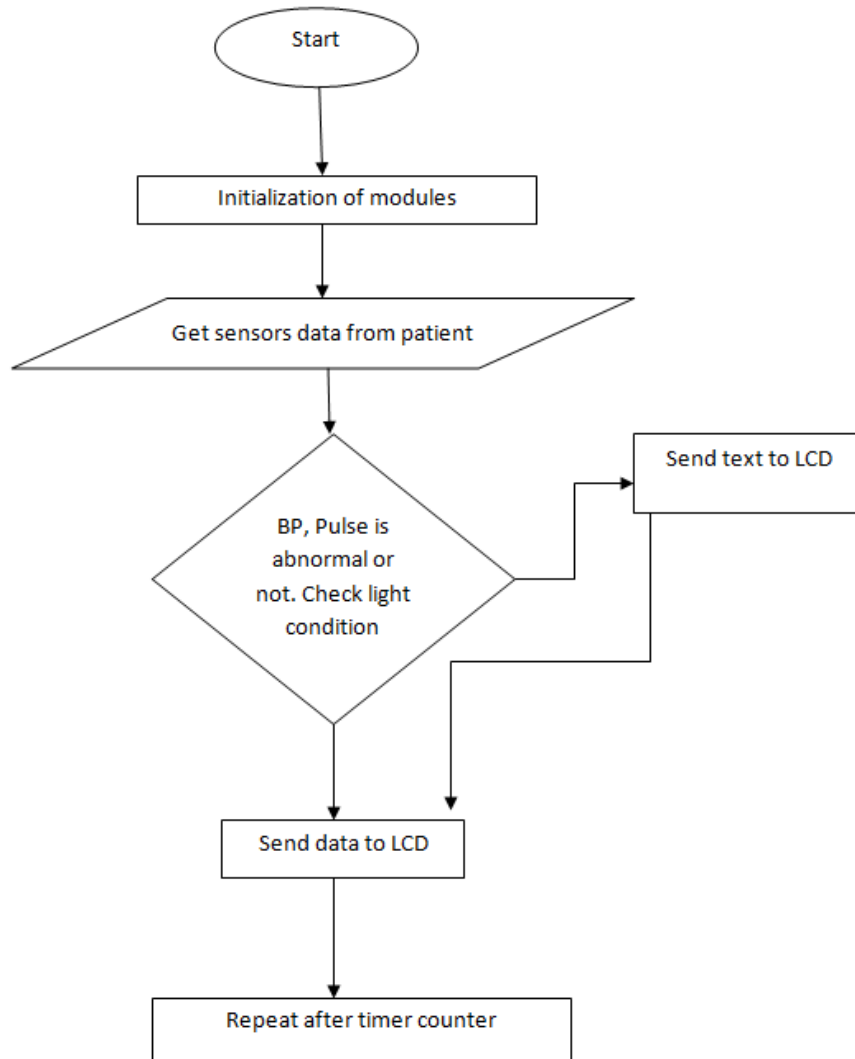 Start
Initialization of modules
Get sensors data from patient
Send text to LCD
BP, Pulse is
abnormal or
not. Check light
condition
Send data to LCD
Repeat after timer counter